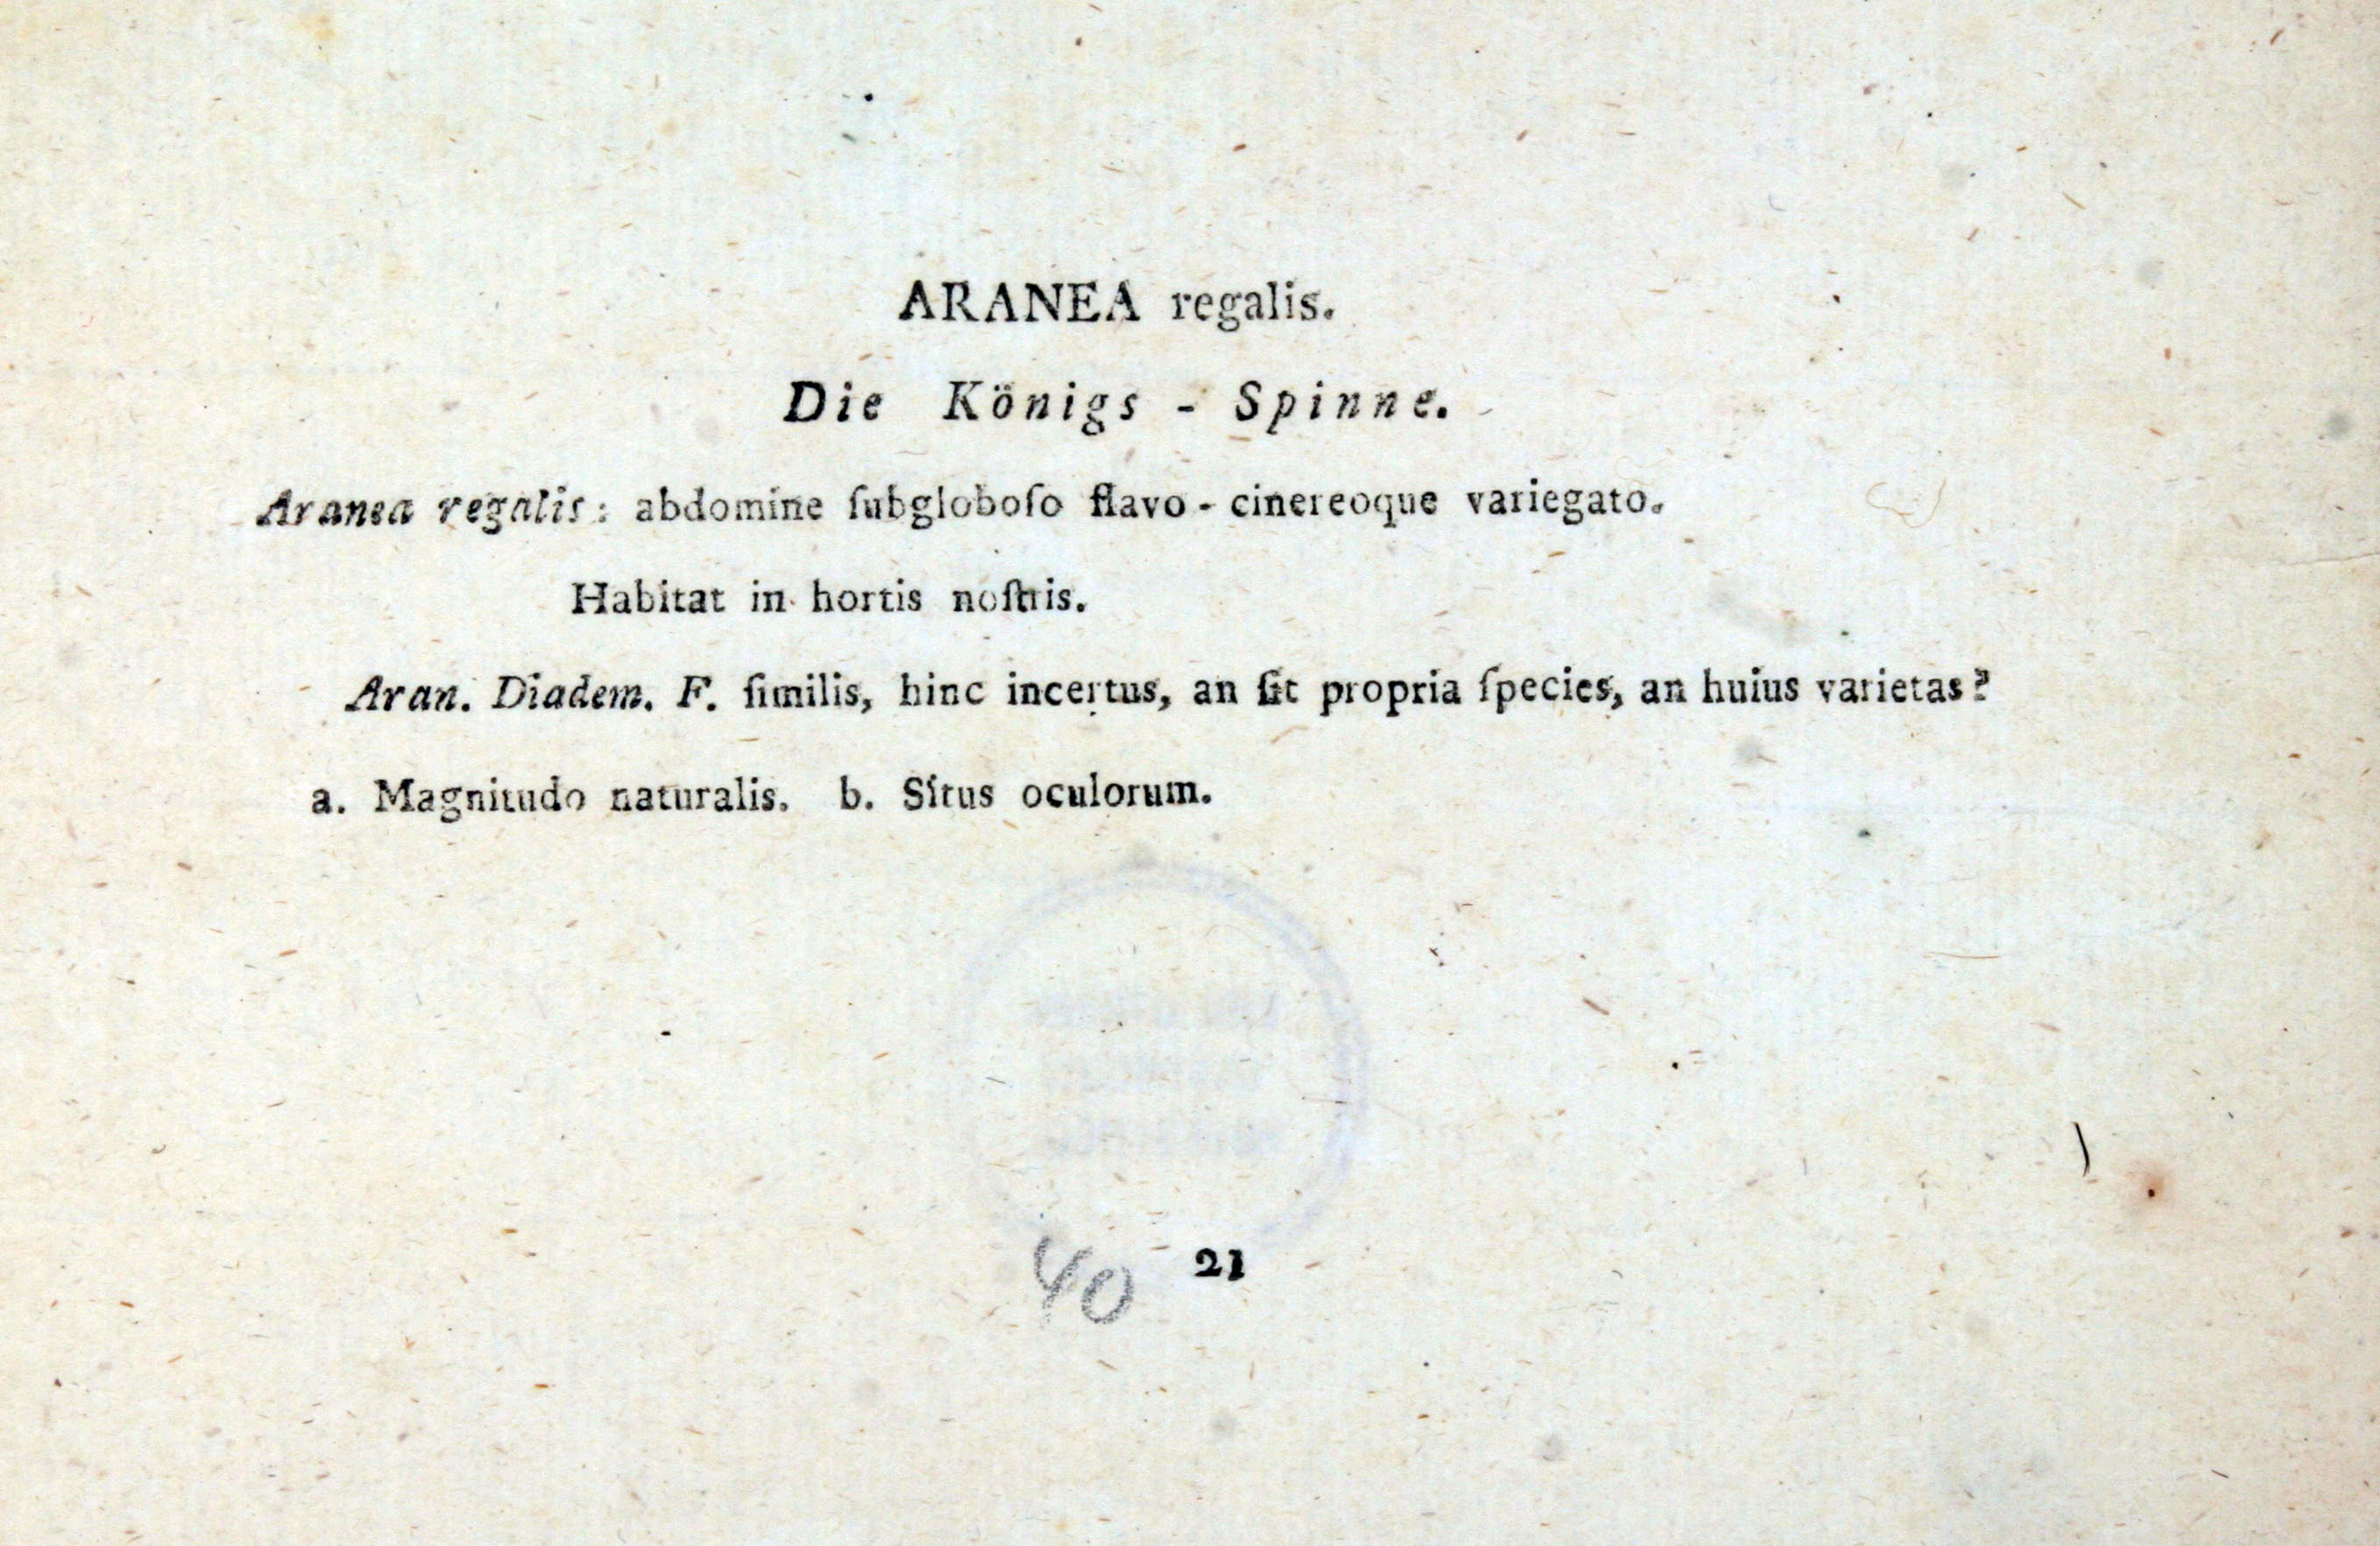 ARANEA regalis.
Die Königs - Spinne.
Aranea regalis: abdomine ſubgloboſo flavo - cinereoque variegato.
Habitat in hortis noſtris.
Aran. Diadem. F. ſimilis, hinc incertus, an ſit propria ſpecies, an huius varietas?
a. Magnitudo naturalis. b. Situs oculorum.
40 21